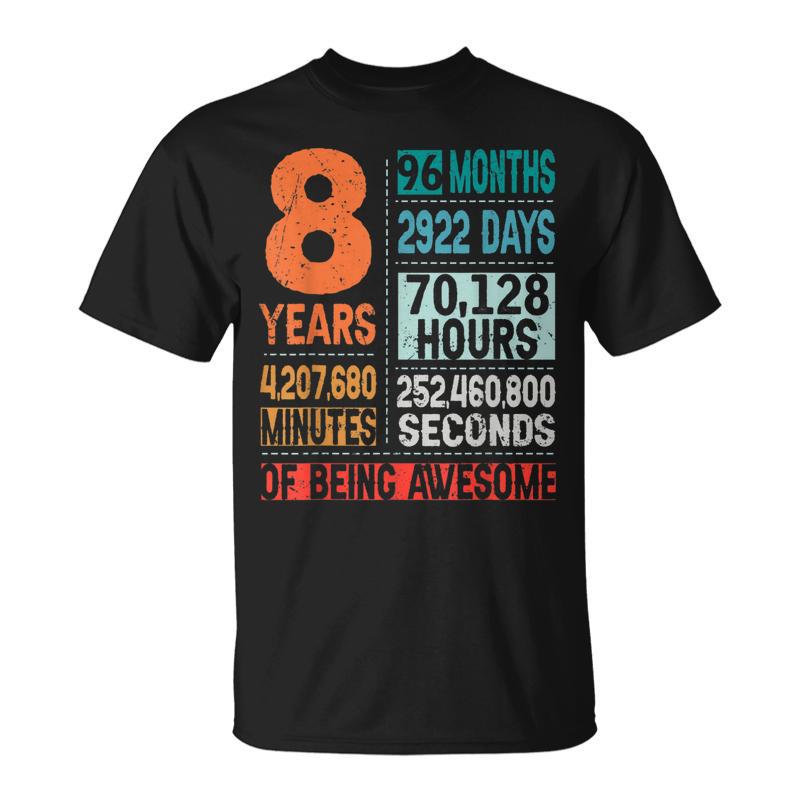 8
YEARS
96 MONTHS
2922 DAYS
70,128
HOURS
4,207,680
MINUTES
252,460,800
SECONDS
OF BEING AWESOME